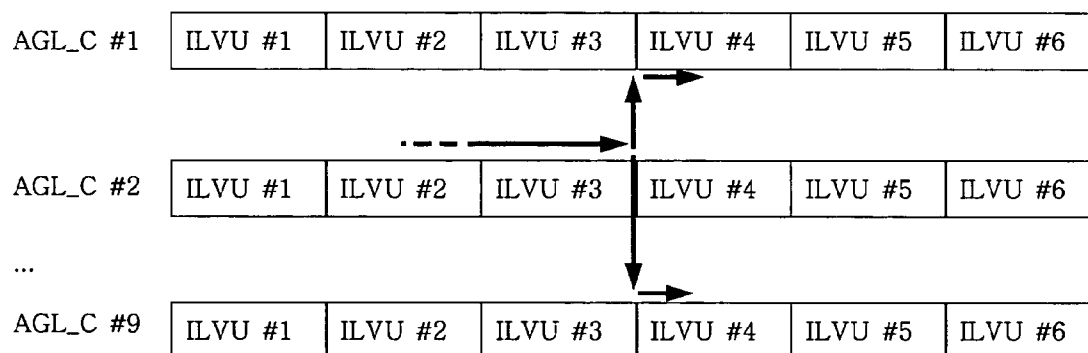 AGL_C #1 ILVU #1 ILVU #2 ILVU #3 ILVU #4 ILVU #5 ILVU #6
AGL_C #2 ILVU #1 ILVU #2 ILVU #3 ILVU #4 ILVU #5 ILVU #6
...
AGL_C #9 ILVU #1 ILVU #2 ILVU #3 ILVU #4 ILVU #5 ILVU #6